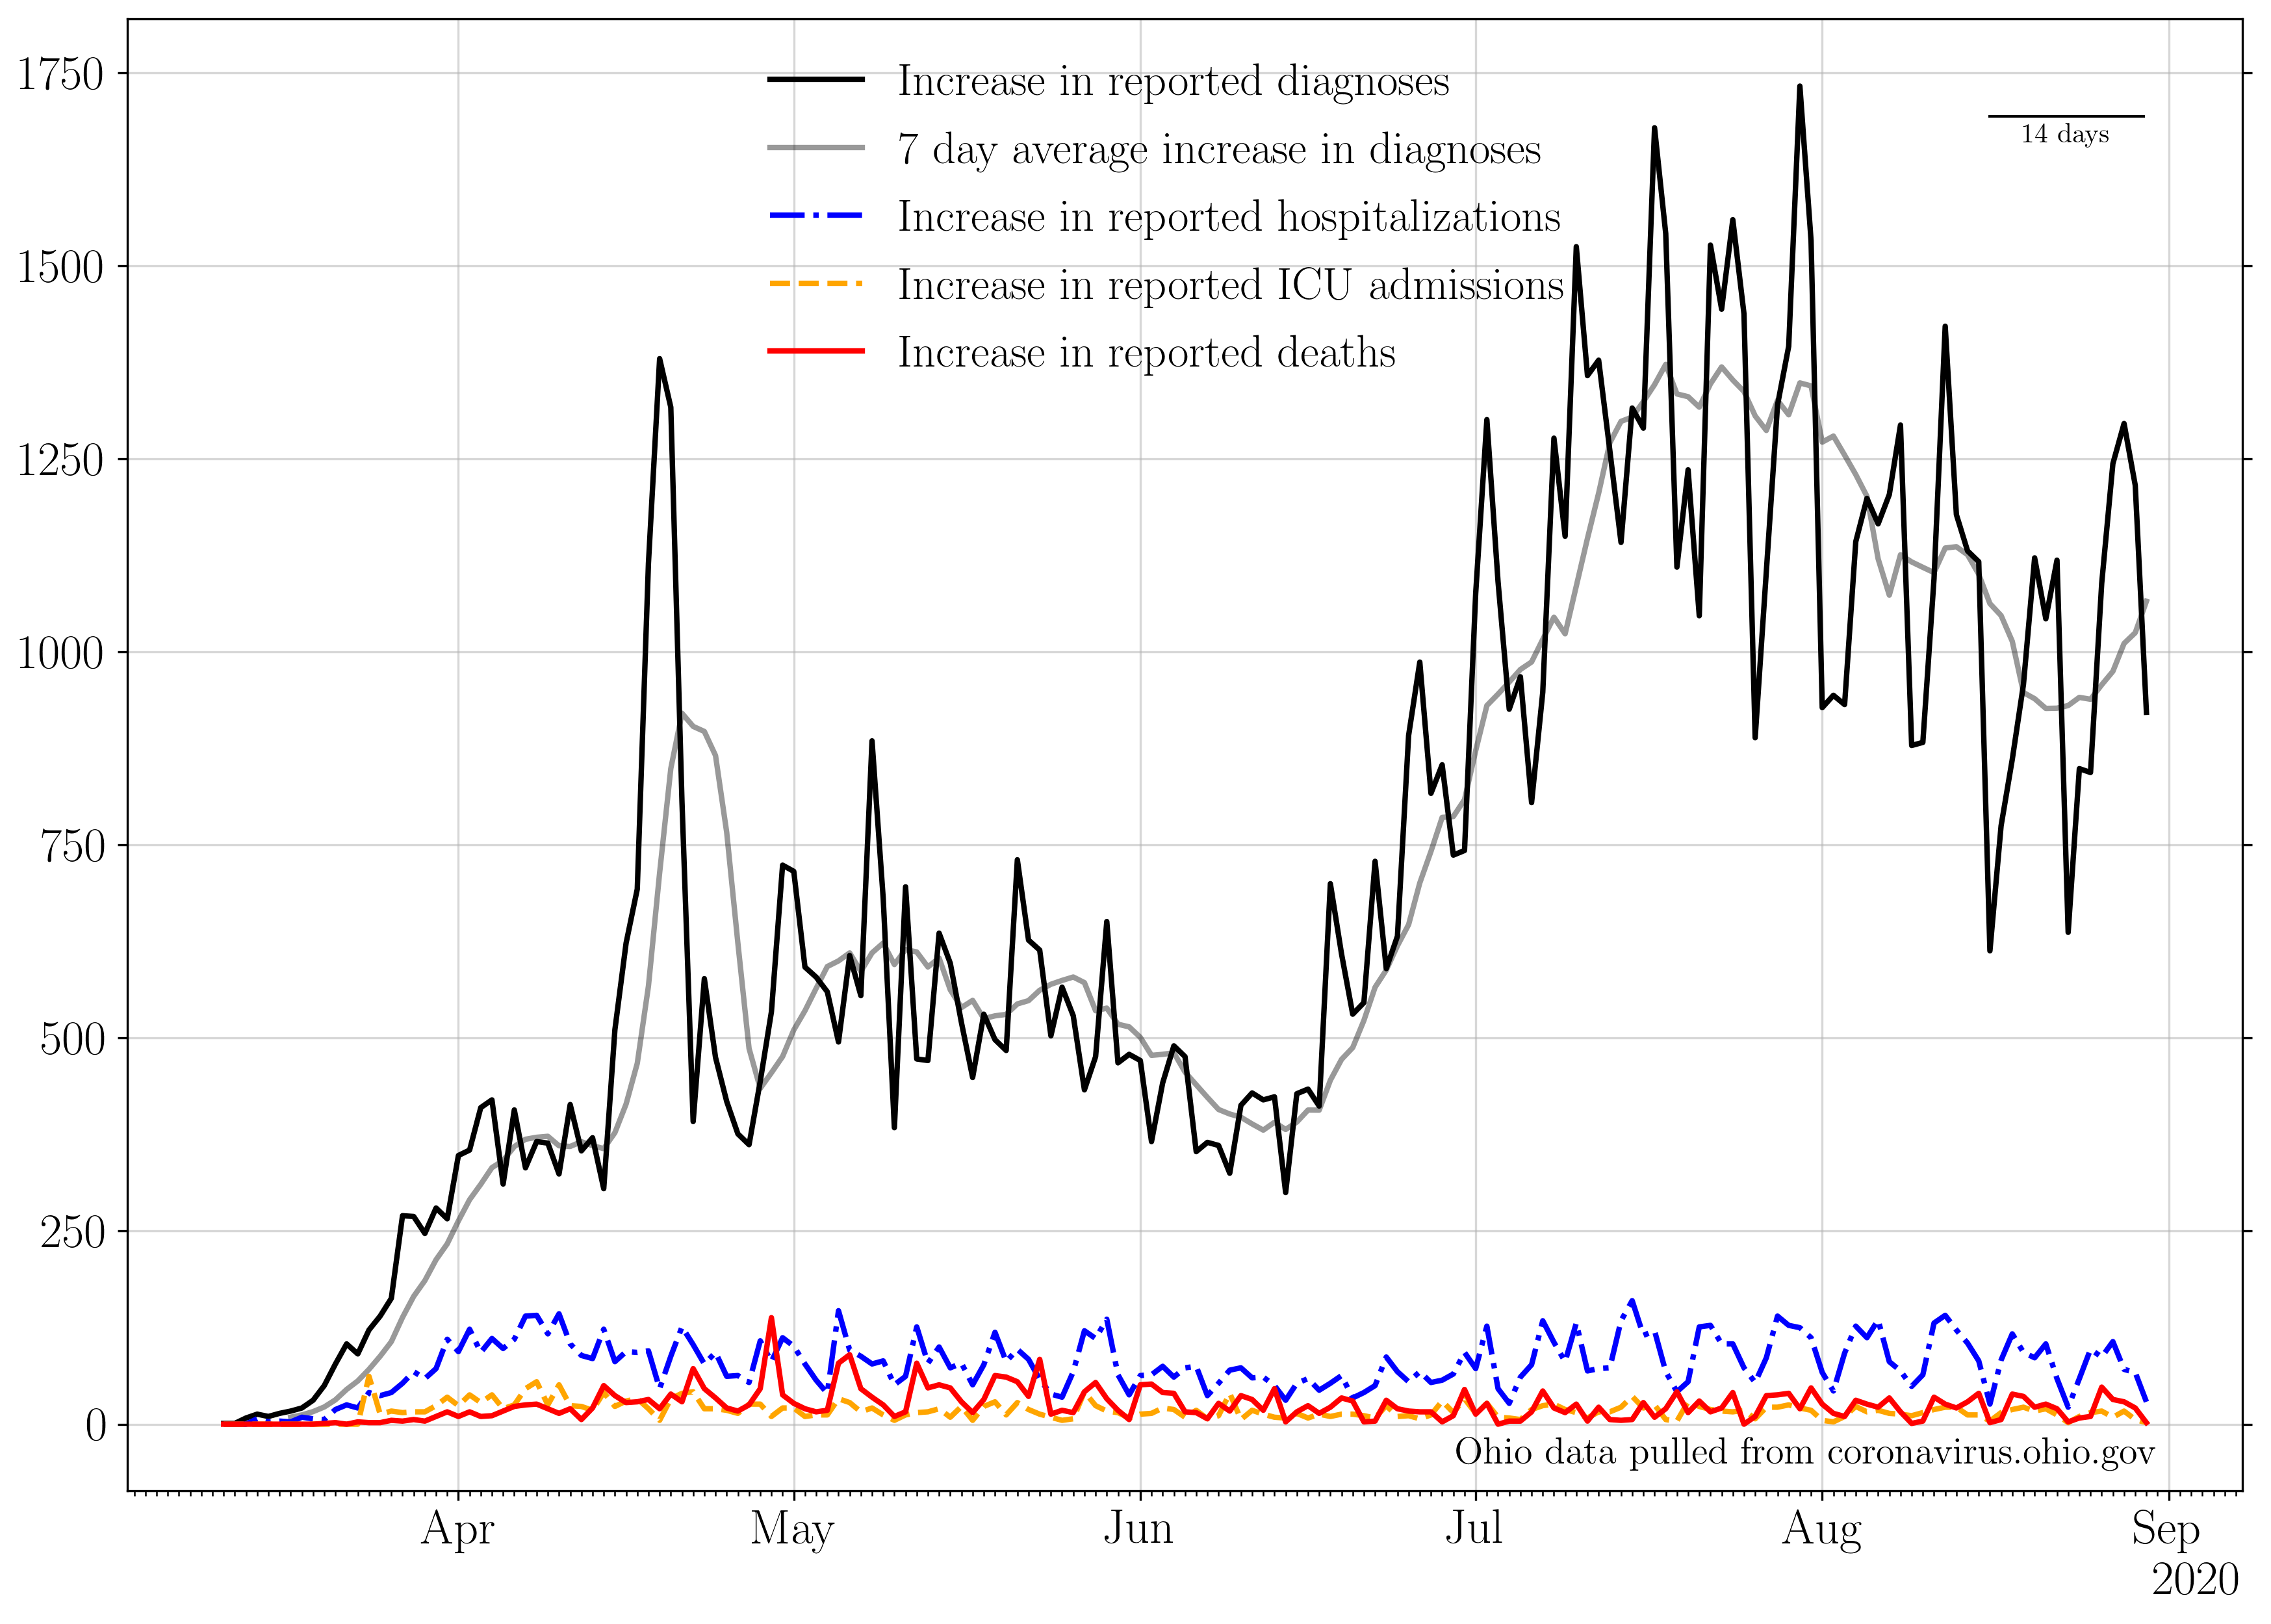 1750
1500
1250
1000
750
500
250
0
Increase in reported diagnoses
7 day average increase in diagnoses
Increase in reported hospitalizations
Increase in reported ICU admissions
Increase in reported deaths
14 days
Ohio data pulled from coronavirus.ohio.gov
Apr May Jun Jul Aug Sep
2020